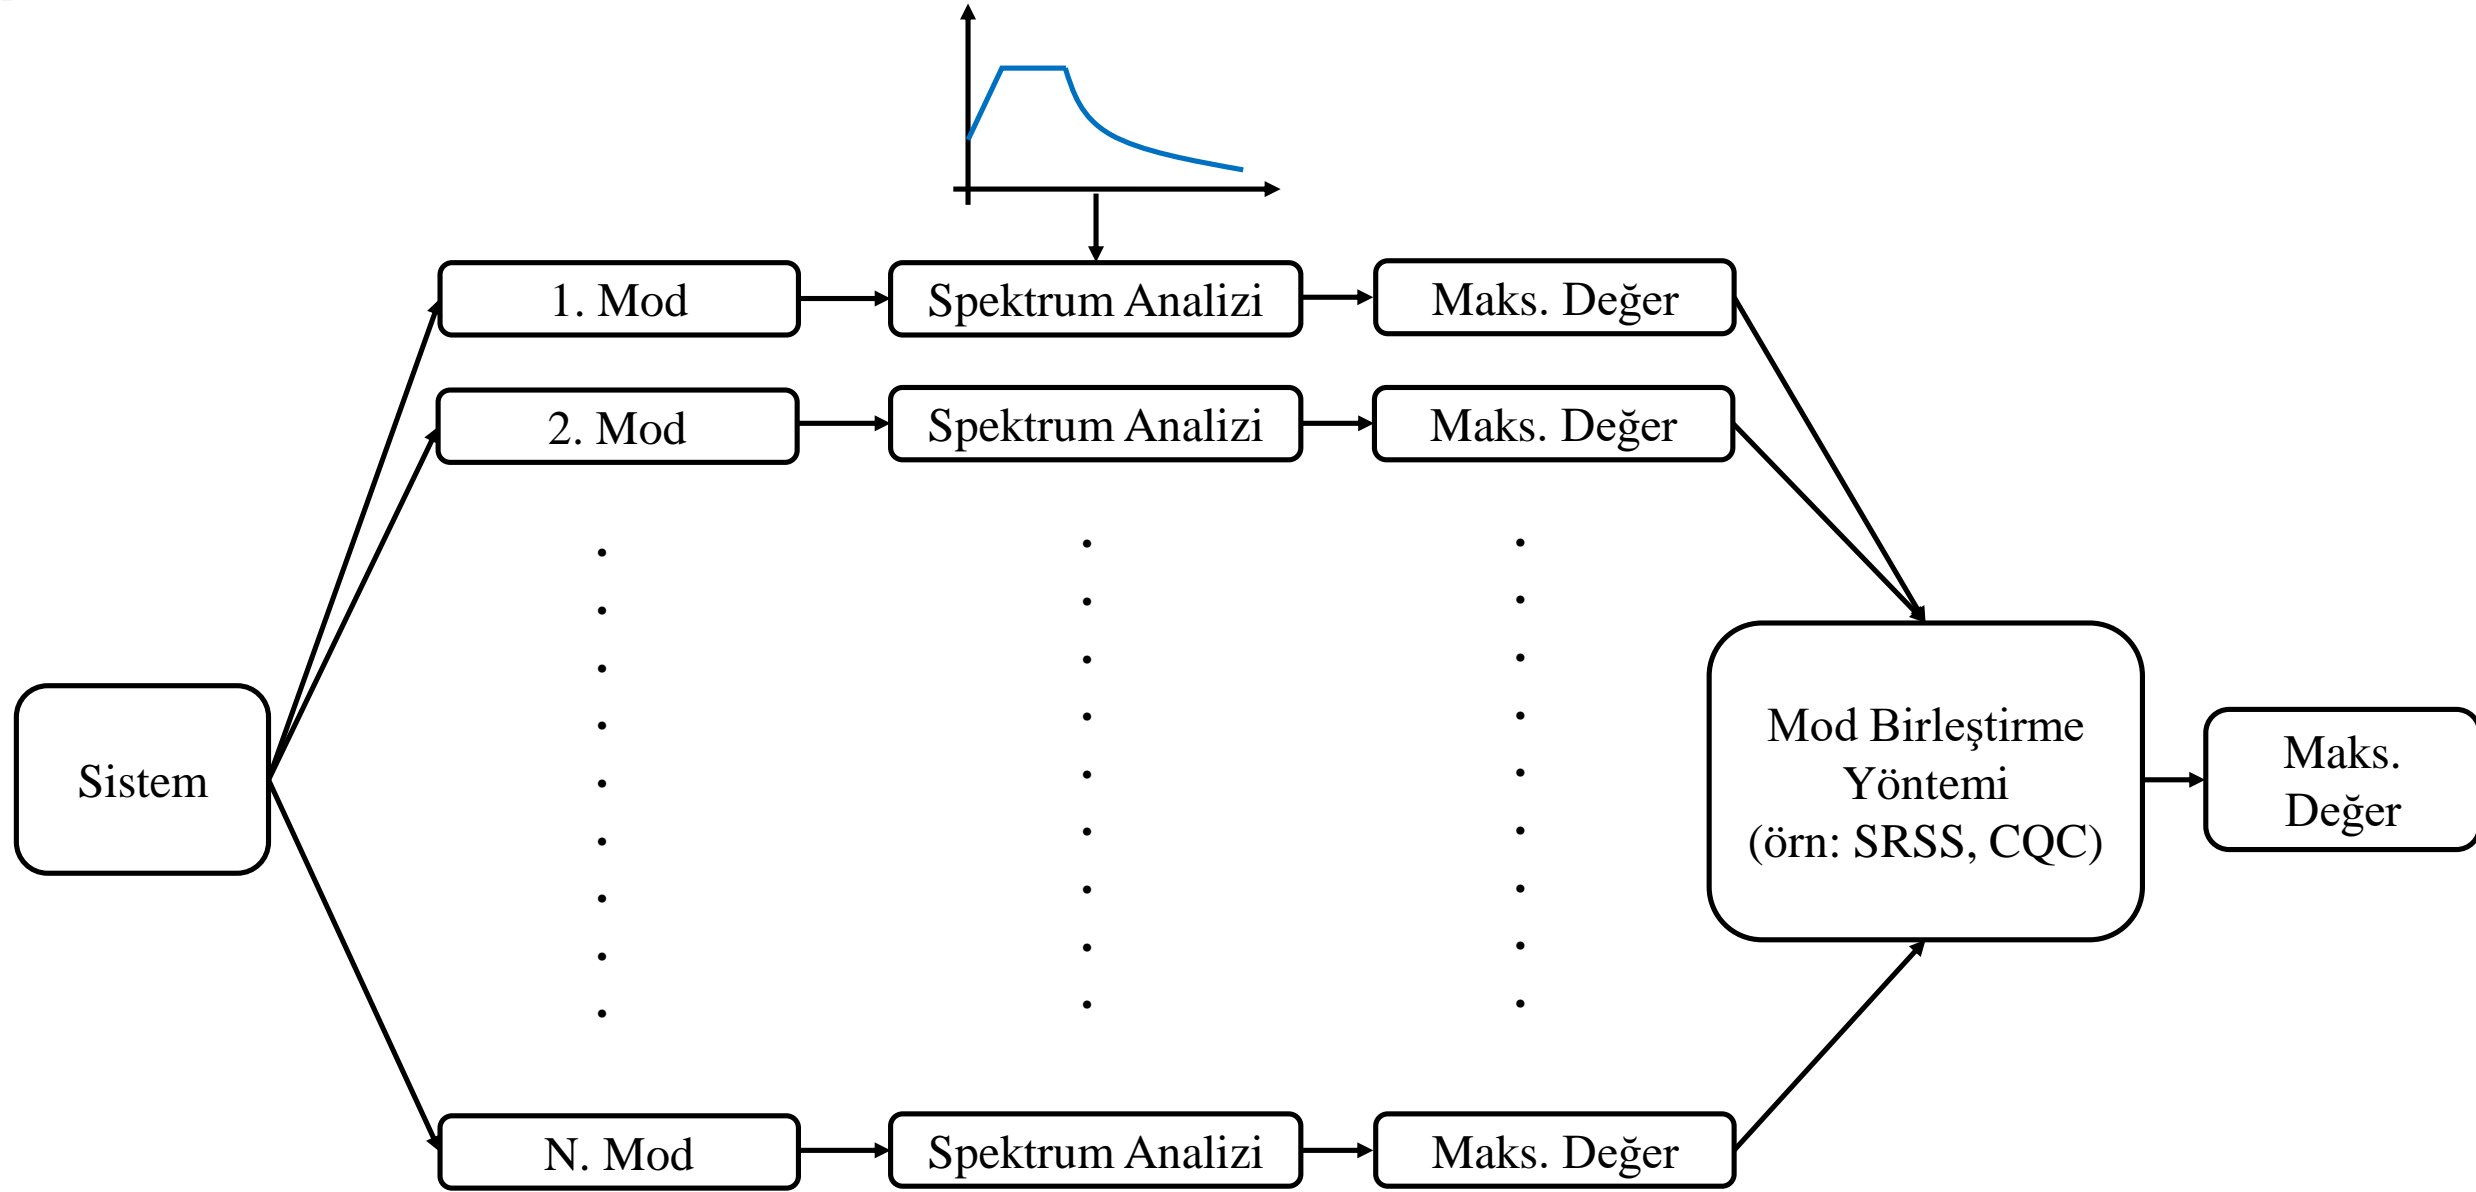 1. Mod
Spektrum Analizi
Maks. Değer
2. Mod
Spektrum Analizi
Maks. Değer
Sistem
Mod Birleştirme
Yöntemi
(örn: SRSS, CQC)
Maks.
Değer
N. Mod
Spektrum Analizi
Maks. Değer